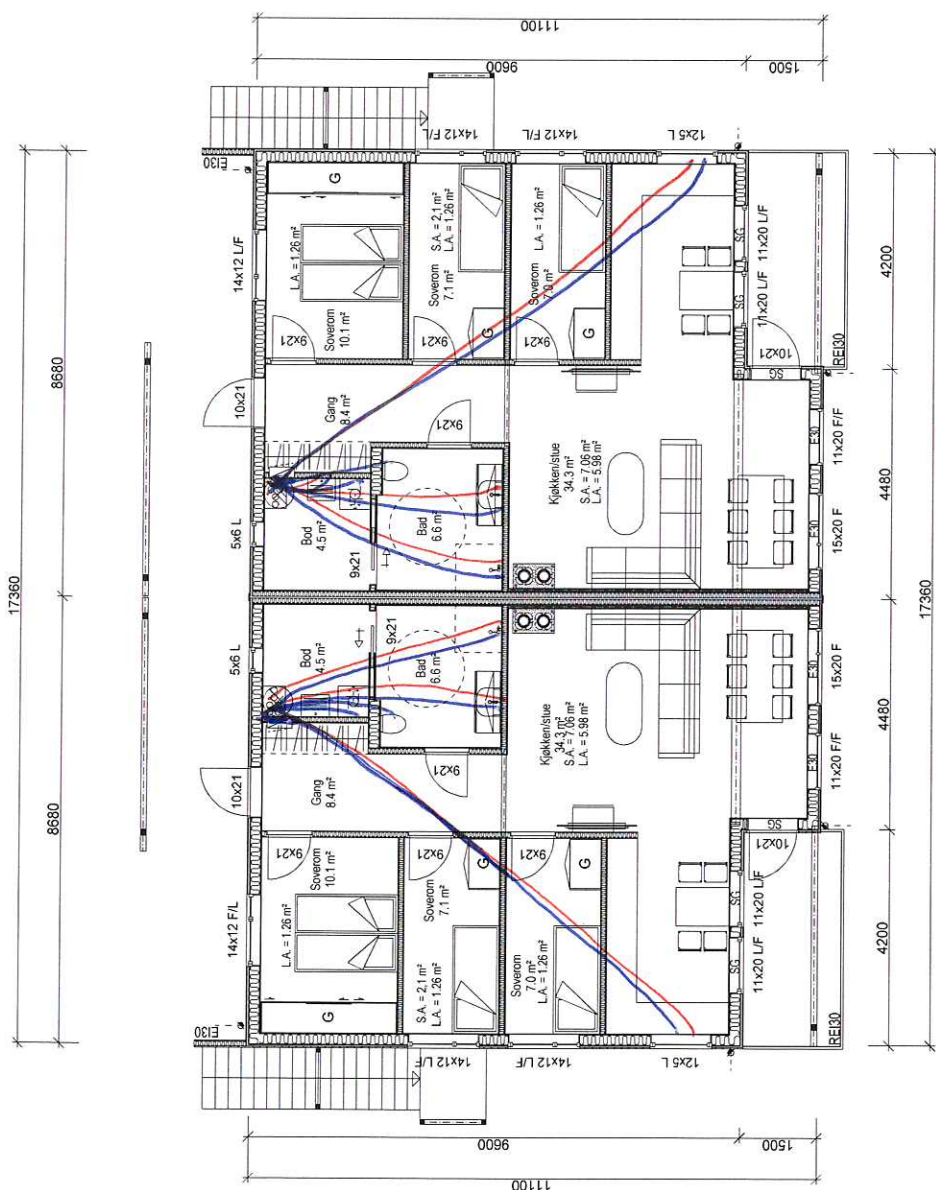 11100
9600
1500
14x12 F/L
14x12 F/L
12x5 L
EI30
G
S.A. = 2,1 m²
L.A. = 1.26 m²
L.A. = 1.26 m²
L.A. = 1.26 m²
14x12 L/F
Soverom
10.1 m²
Soverom
7.1 m²
Soverom
7.0 m²
9x21
9x21
9x21
G
G
SG
SG
11x20 L/F
11x20 L/F
4200
8680
17360
10x21
Gang
8.4 m²
9x21
10x21
SG
REI30
Kjøkken/stue
34.3 m²
S.A. = 7.06 m²
L.A. = 5.98 m²
E30
11x20 F/F
4480
5x6 L
Bod
4.5 m²
Bad
6.6 m²
9x21
E30
15x20 F
17360
5x6 L
Bod
4.5 m²
9x21
Bad
6.6 m²
15x20 F
4480
Kjøkken/stue
34.3 m²
S.A. = 7.06 m²
L.A. = 5.98 m²
E30
11x20 F/F
10x21
Gang
8.4 m²
9x21
8680
SG
10x21
9x21
9x21
9x21
G
G
Soverom
10.1 m²
L.A. = 1.26 m²
Soverom
7.1 m²
S.A. = 2,1 m²
L.A. = 1.26 m²
Soverom
7.0 m²
L.A. = 1.26 m²
14x12 F/L
SG
SG
11x20 L/F
11x20 L/F
4200
G
EI30
REI30
14x12 L/F
14x12 L/F
12x5 L
9600
1500
11100